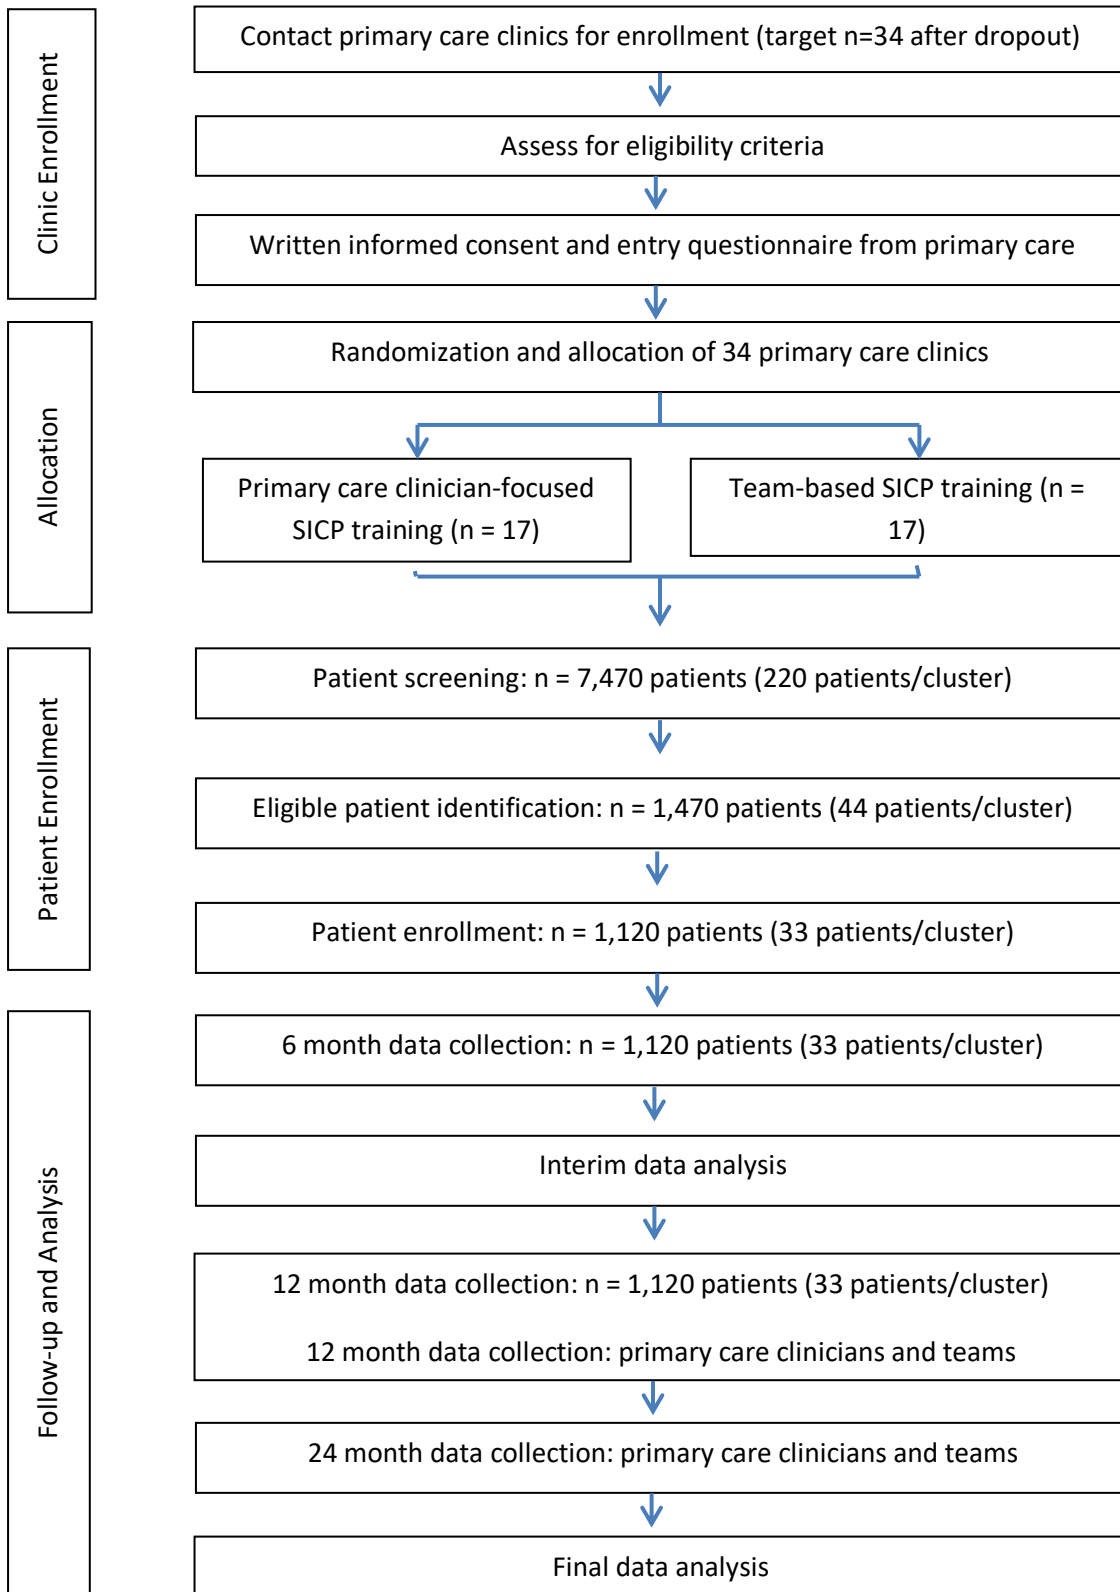 Clinic Enrollment
Contact primary care clinics for enrollment (target n=34 after dropout)
Assess for eligibility criteria
Written informed consent and entry questionnaire from primary care
Allocation
Randomization and allocation of 34 primary care clinics
Primary care clinician-focused
SICP training (n = 17)
Team-based SICP training (n =
17)
Patient Enrollment
Patient screening: n = 7,470 patients (220 patients/cluster)
Eligible patient identification: n = 1,470 patients (44 patients/cluster)
Patient enrollment: n = 1,120 patients (33 patients/cluster)
Follow-up and Analysis
6 month data collection: n = 1,120 patients (33 patients/cluster)
Interim data analysis
12 month data collection: n = 1,120 patients (33 patients/cluster)
12 month data collection: primary care clinicians and teams
24 month data collection: primary care clinicians and teams
Final data analysis